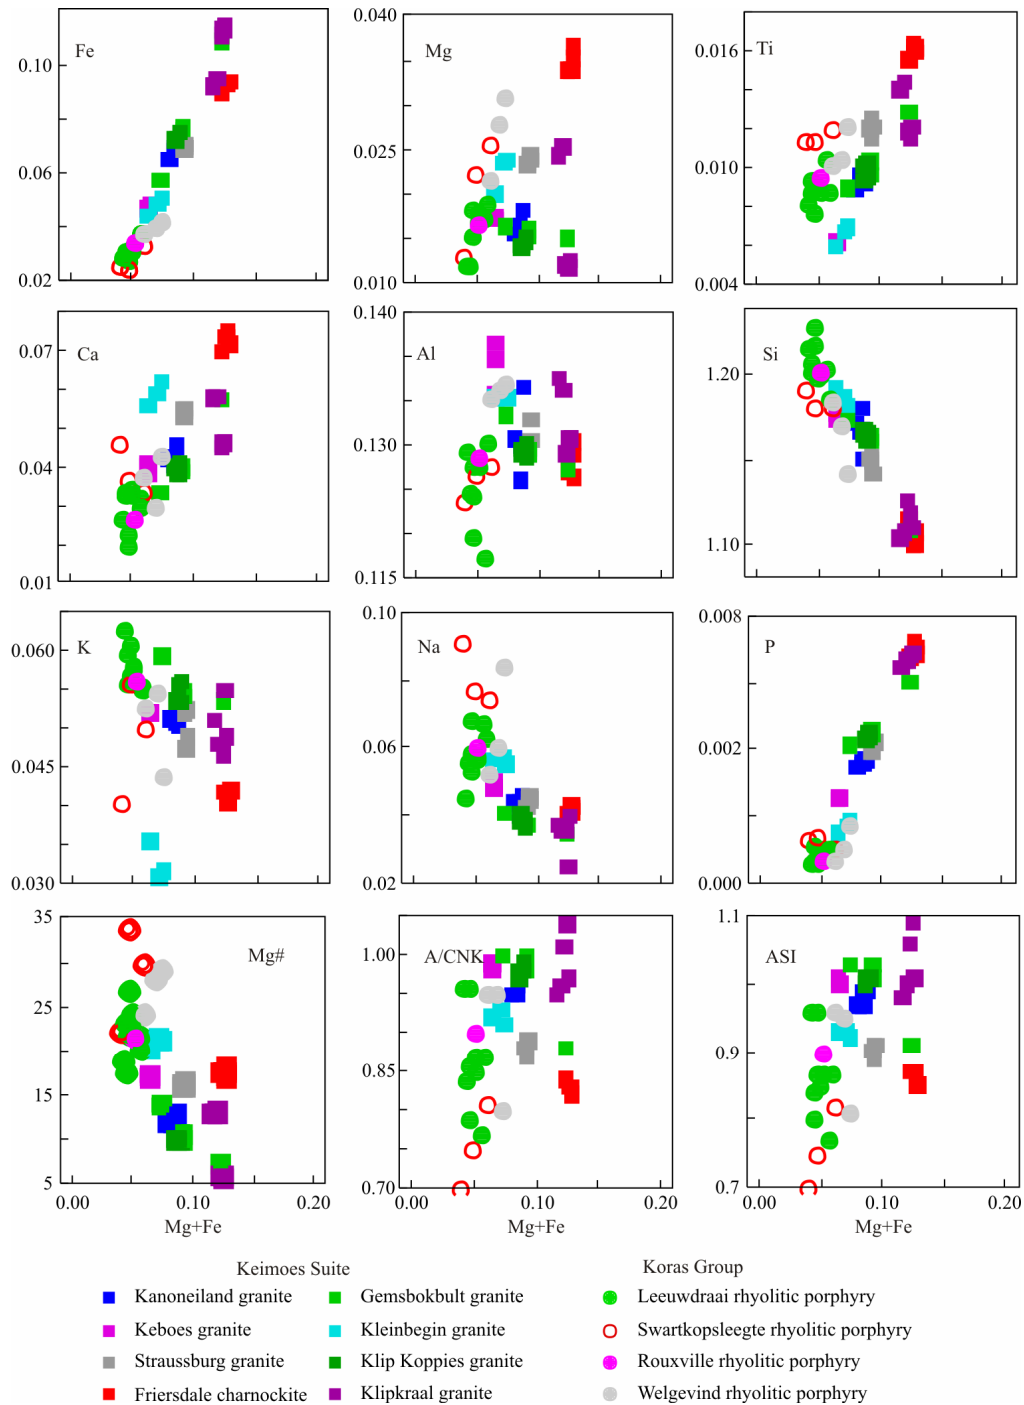 Fe
0.10
0.06
0.02
Mg
0.040
0.025
0.010
Ti
0.016
0.010
0.004
Ca
0.07
0.04
0.01
Al
0.140
0.130
0.115
Si
1.20
1.10
K
0.060
0.045
0.030
Na
0.10
0.06
0.02
P
0.008
0.002
0.000
Mg#
35
25
15
5
0.00 0.10 0.20
Mg+Fe
A/CNK
1.00
0.85
0.70
0.00 0.10 0.20
Mg+Fe
ASI
1.1
0.9
0.7
0.00 0.10 0.20
Mg+Fe
Keimoes Suite
Kanoneiland granite
Keboes granite
Straussburg granite
Friersdale charnockite
Gemsbokbult granite
Kleinbegin granite
Klip Koppies granite
Klipkraal granite
Koras Group
Leeuwdraai rhyolitic porphyry
Swartkopsleegte rhyolitic porphyry
Rouxville rhyolitic porphyry
Welgevind rhyolitic porphyry